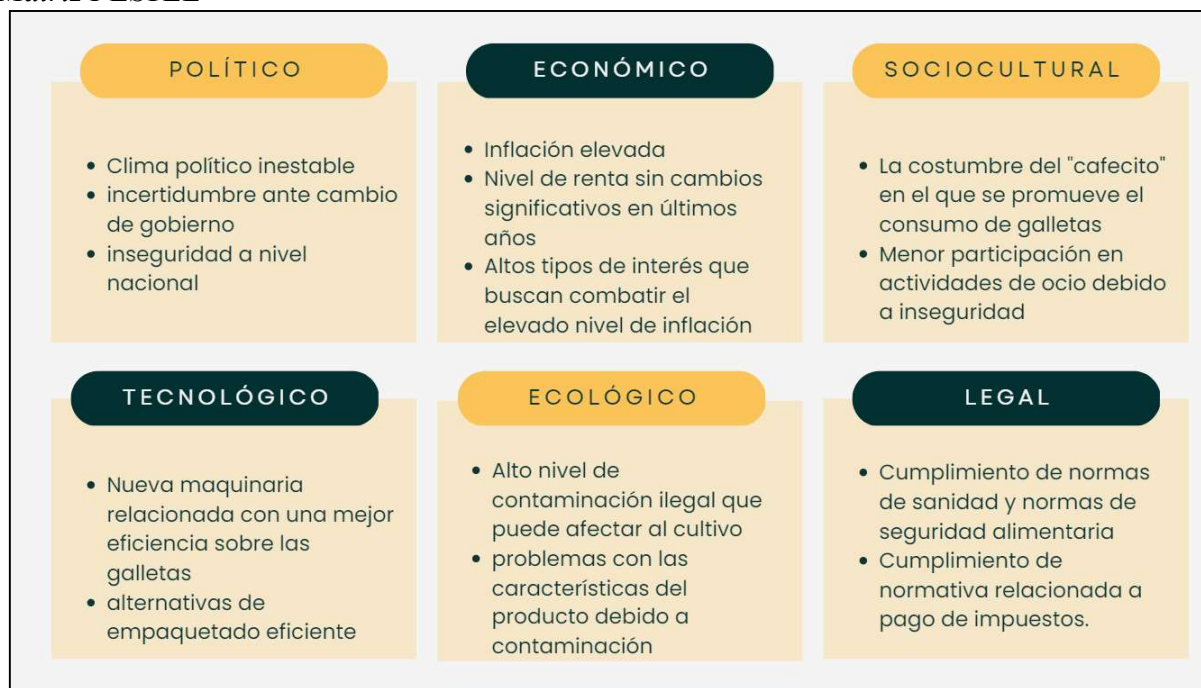 POLÍTICO
• Clima político inestable
• incertidumbre ante cambio
de gobierno
• inseguridad a nivel
nacional
ECONÓMICO
• Inflación elevada
• Nivel de renta sin cambios
significativos en últimos
años
• Altos tipos de interés que
buscan combatir el
elevado nivel de inflación
SOCIOCULTURAL
• La costumbre del "cafecito"
en el que se promueve el
consumo de galletas
• Menor participación en
actividades de ocio debido
a inseguridad
TECNOLÓGICO
• Nueva maquinaria
relacionada con una mejor
eficiencia sobre las
galletas
• alternativas de
empaquetado eficiente
ECOLÓGICO
• Alto nivel de
contaminación ilegal que
puede afectar al cultivo
• problemas con las
características del
producto debido a
contaminación
LEGAL
• Cumplimiento de normas
de sanidad y normas de
seguridad alimentaria
• Cumplimiento de
normativa relacionada a
pago de impuestos.